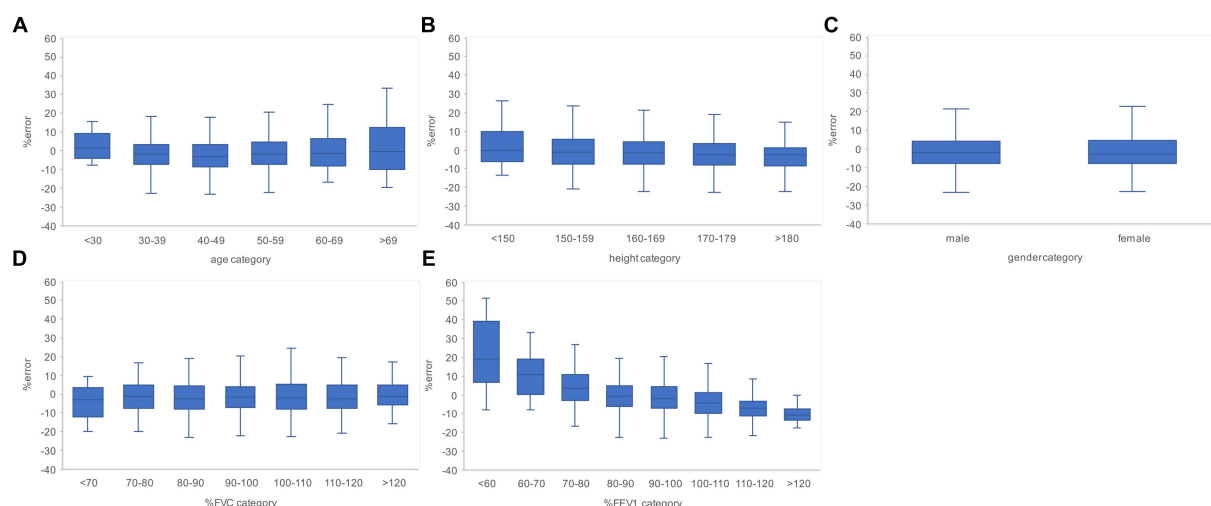 A
60
50
40
30
20
10
0
-10
-20
-30
-40
%error
<30 30-39 40-49 50-59 60-69 >69
age category
B
60
50
40
30
20
10
0
-10
-20
-30
-40
%error
<150 150-159 160-169 170-179 >180
height category
C
60
50
40
30
20
10
0
-10
-20
-30
-40
%error
male female
gendercategory
D
60
50
40
30
20
10
0
-10
-20
-30
-40
%error
<70 70-80 80-90 90-100 100-110 110-120 >120
%FVC category
E
60
50
40
30
20
10
0
-10
-20
-30
-40
%error
<60 60-70 70-80 80-90 90-100 100-110 110-120 >120
%FEV1 category